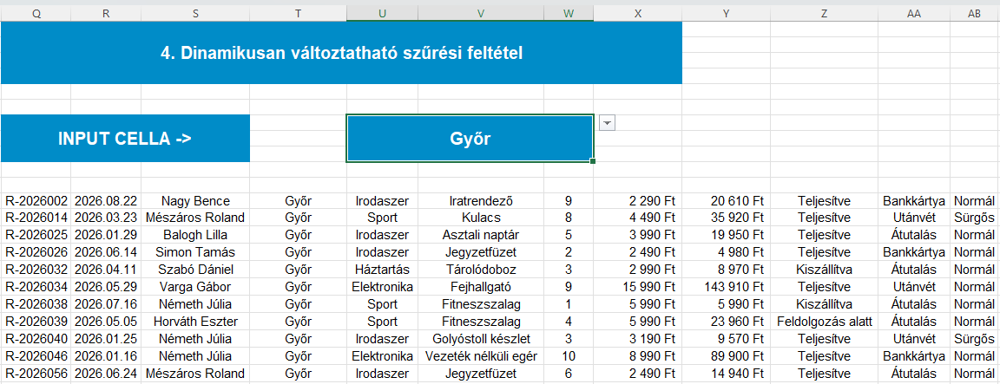 Q R S T U V W X Y Z AA AB
4. Dinamikusan változtatható szűrési feltétel
INPUT CELLA -> Győr
R-2026002 2026.08.22 Nagy Bence Győr Irodaszer Iratrendező 9 2 290 Ft 20 610 Ft Teljesítve Bankkártya Normál
R-2026014 2026.03.23 Mészáros Roland Győr Sport Kulacs 8 4 490 Ft 35 920 Ft Teljesítve Utánvét Sürgős
R-2026025 2026.01.29 Balogh Lilla Győr Irodaszer Asztali naptár 5 3 990 Ft 19 950 Ft Teljesítve Átutalás Normál
R-2026026 2026.06.14 Simon Tamás Győr Irodaszer Jegyzetfüzet 2 2 490 Ft 4 980 Ft Teljesítve Bankkártya Normál
R-2026032 2026.04.11 Szabó Dániel Győr Háztartás Tárolódoboz 3 2 990 Ft 8 970 Ft Kiszállítva Átutalás Normál
R-2026034 2026.05.29 Varga Gábor Győr Elektronika Fejhallgató 9 15 990 Ft 143 910 Ft Teljesítve Utánvét Normál
R-2026038 2026.07.16 Németh Júlia Győr Sport Fitneszszalag 1 5 990 Ft 5 990 Ft Kiszállítva Átutalás Normál
R-2026039 2026.05.05 Horváth Eszter Győr Sport Fitneszszalag 4 5 990 Ft 23 960 Ft Feldolgozás alatt Átutalás Normál
R-2026040 2026.01.25 Németh Júlia Győr Irodaszer Golyóstoll készlet 3 3 190 Ft 9 570 Ft Teljesítve Utánvét Sürgős
R-2026046 2026.01.16 Németh Júlia Győr Elektronika Vezeték nélküli egér 10 8 990 Ft 89 900 Ft Teljesítve Bankkártya Normál
R-2026056 2026.06.24 Mészáros Roland Győr Irodaszer Jegyzetfüzet 6 2 490 Ft 14 940 Ft Teljesítve Átutalás Normál